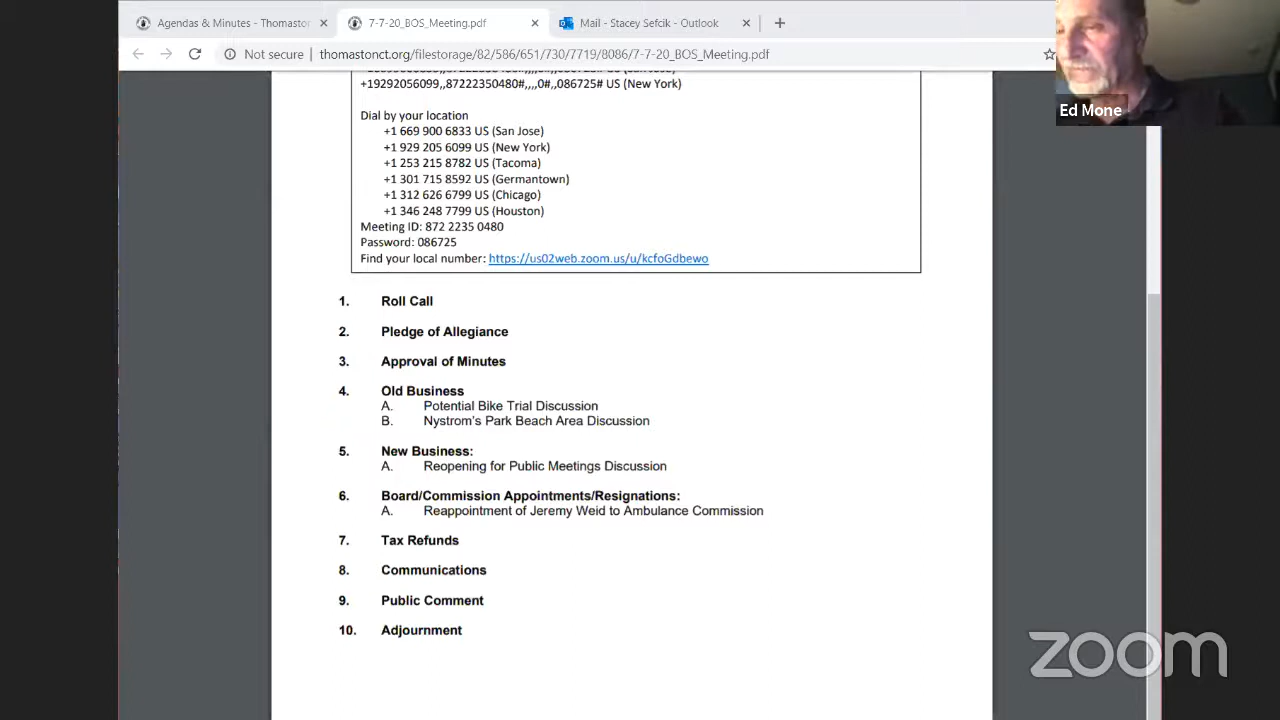 Agendas & Minutes - Thomaston
7-7-20_BOS_Meeting.pdf
Mail - Stacey Sefcik - Outlook
Not secure | thomastonct.org/filestorage/82/586/651/730/7719/8086/7-7-20_BOS_Meeting.pdf
Ed Mone
+19292056099,,87222350480#,,,,0#,,086725# US (New York)
Dial by your location
+1 669 900 6833 US (San Jose)
+1 929 205 6099 US (New York)
+1 253 215 8782 US (Tacoma)
+1 301 715 8592 US (Germantown)
+1 312 626 6799 US (Chicago)
+1 346 248 7799 US (Houston)
Meeting ID: 872 2235 0480
Password: 086725
Find your local number: https://us02web.zoom.us/u/kcfoGdbewo
1. Roll Call
2. Pledge of Allegiance
3. Approval of Minutes
4. Old Business
A. Potential Bike Trial Discussion
B. Nystrom's Park Beach Area Discussion
5. New Business:
A. Reopening for Public Meetings Discussion
6. Board/Commission Appointments/Resignations:
A. Reappointment of Jeremy Weid to Ambulance Commission
7. Tax Refunds
8. Communications
9. Public Comment
10. Adjournment
zoom